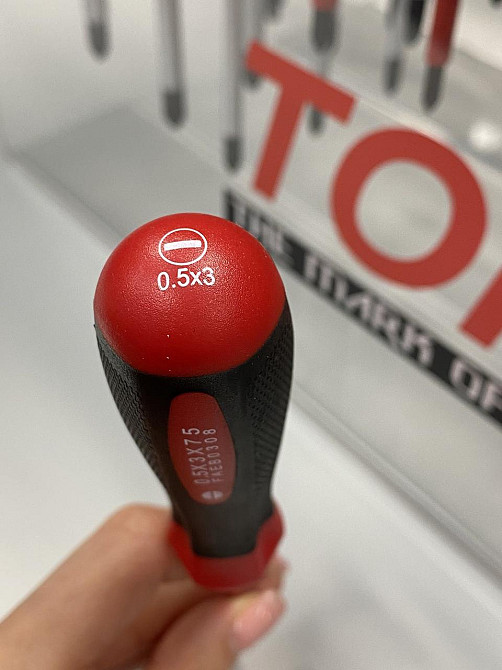 TO
THE MARK OF
0.5x3
0.5X3X75
FAEB0308